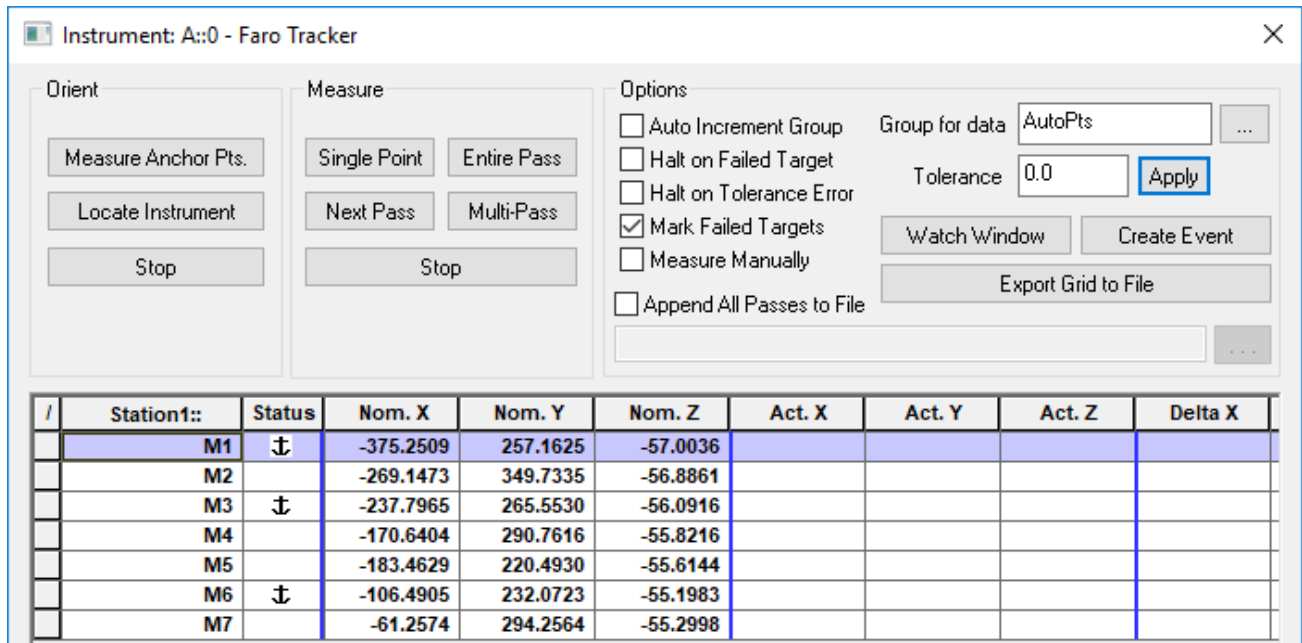 Instrument: A::0 - Faro Tracker
Orient
Measure Anchor Pts.
Locate Instrument
Stop
Measure
Single Point Entire Pass
Next Pass Multi-Pass
Stop
Options
Auto Increment Group
Halt on Failed Target
Halt on Tolerance Error
Mark Failed Targets
Measure Manually
Append All Passes to File
Group for data AutoPts ...
Tolerance 0.0 Apply
Watch Window Create Event
Export Grid to File
...
/ Station1:: Status Nom. X Nom. Y Nom. Z Act. X Act. Y Act. Z Delta X
M1 -375.2509 257.1625 -57.0036
M2 -269.1473 349.7335 -56.8861
M3 -237.7965 265.5530 -56.0916
M4 -170.6404 290.7616 -55.8216
M5 -183.4629 220.4930 -55.6144
M6 -106.4905 232.0723 -55.1983
M7 -61.2574 294.2564 -55.2998